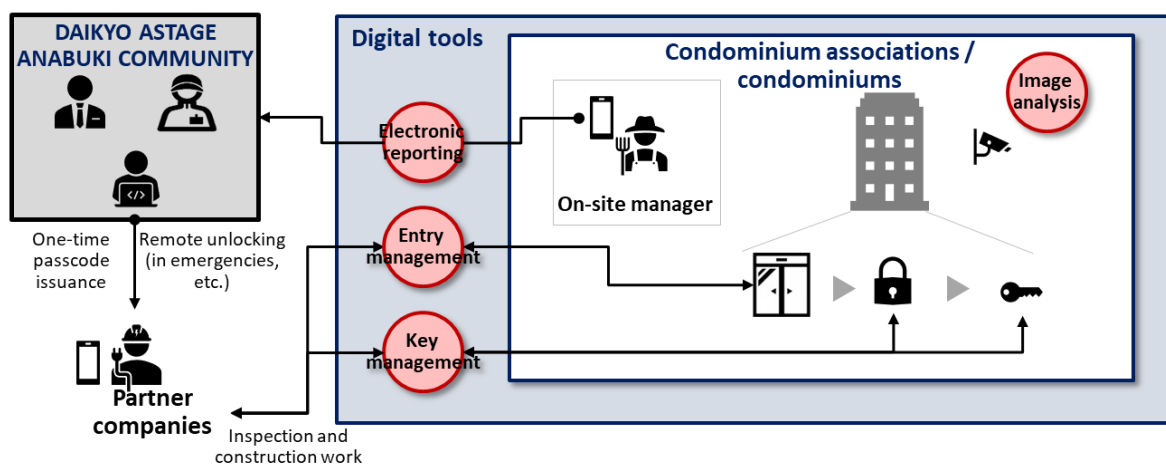 DAIKYO ASTAGE
ANABUKI COMMUNITY
Digital tools
Condominium associations /
condominiums
Image
analysis
Electronic
reporting
On-site manager
One-time
passcode
issuance
Remote unlocking
(in emergencies,
etc.)
Entry
management
Key
management
Partner
companies
Inspection and
construction work